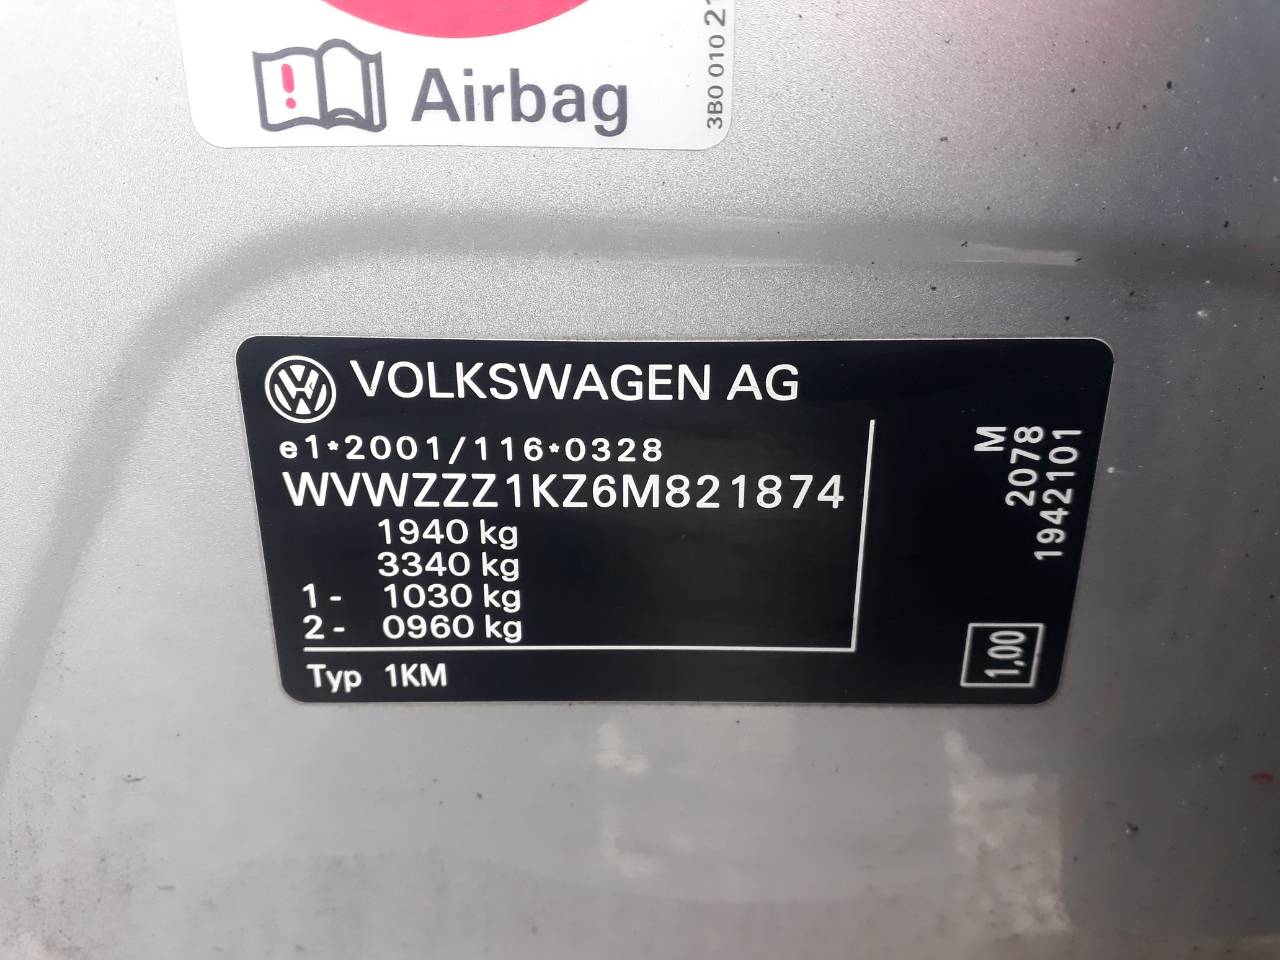 Airbag
3B0 010 21
VOLKSWAGEN AG
e1*2001/116*0328
WVWZZZ1KZ6M821874
1940 kg
3340 kg
1 - 1030 kg
2 - 0960 kg
Typ 1KM
M
2078
1942101
1,00